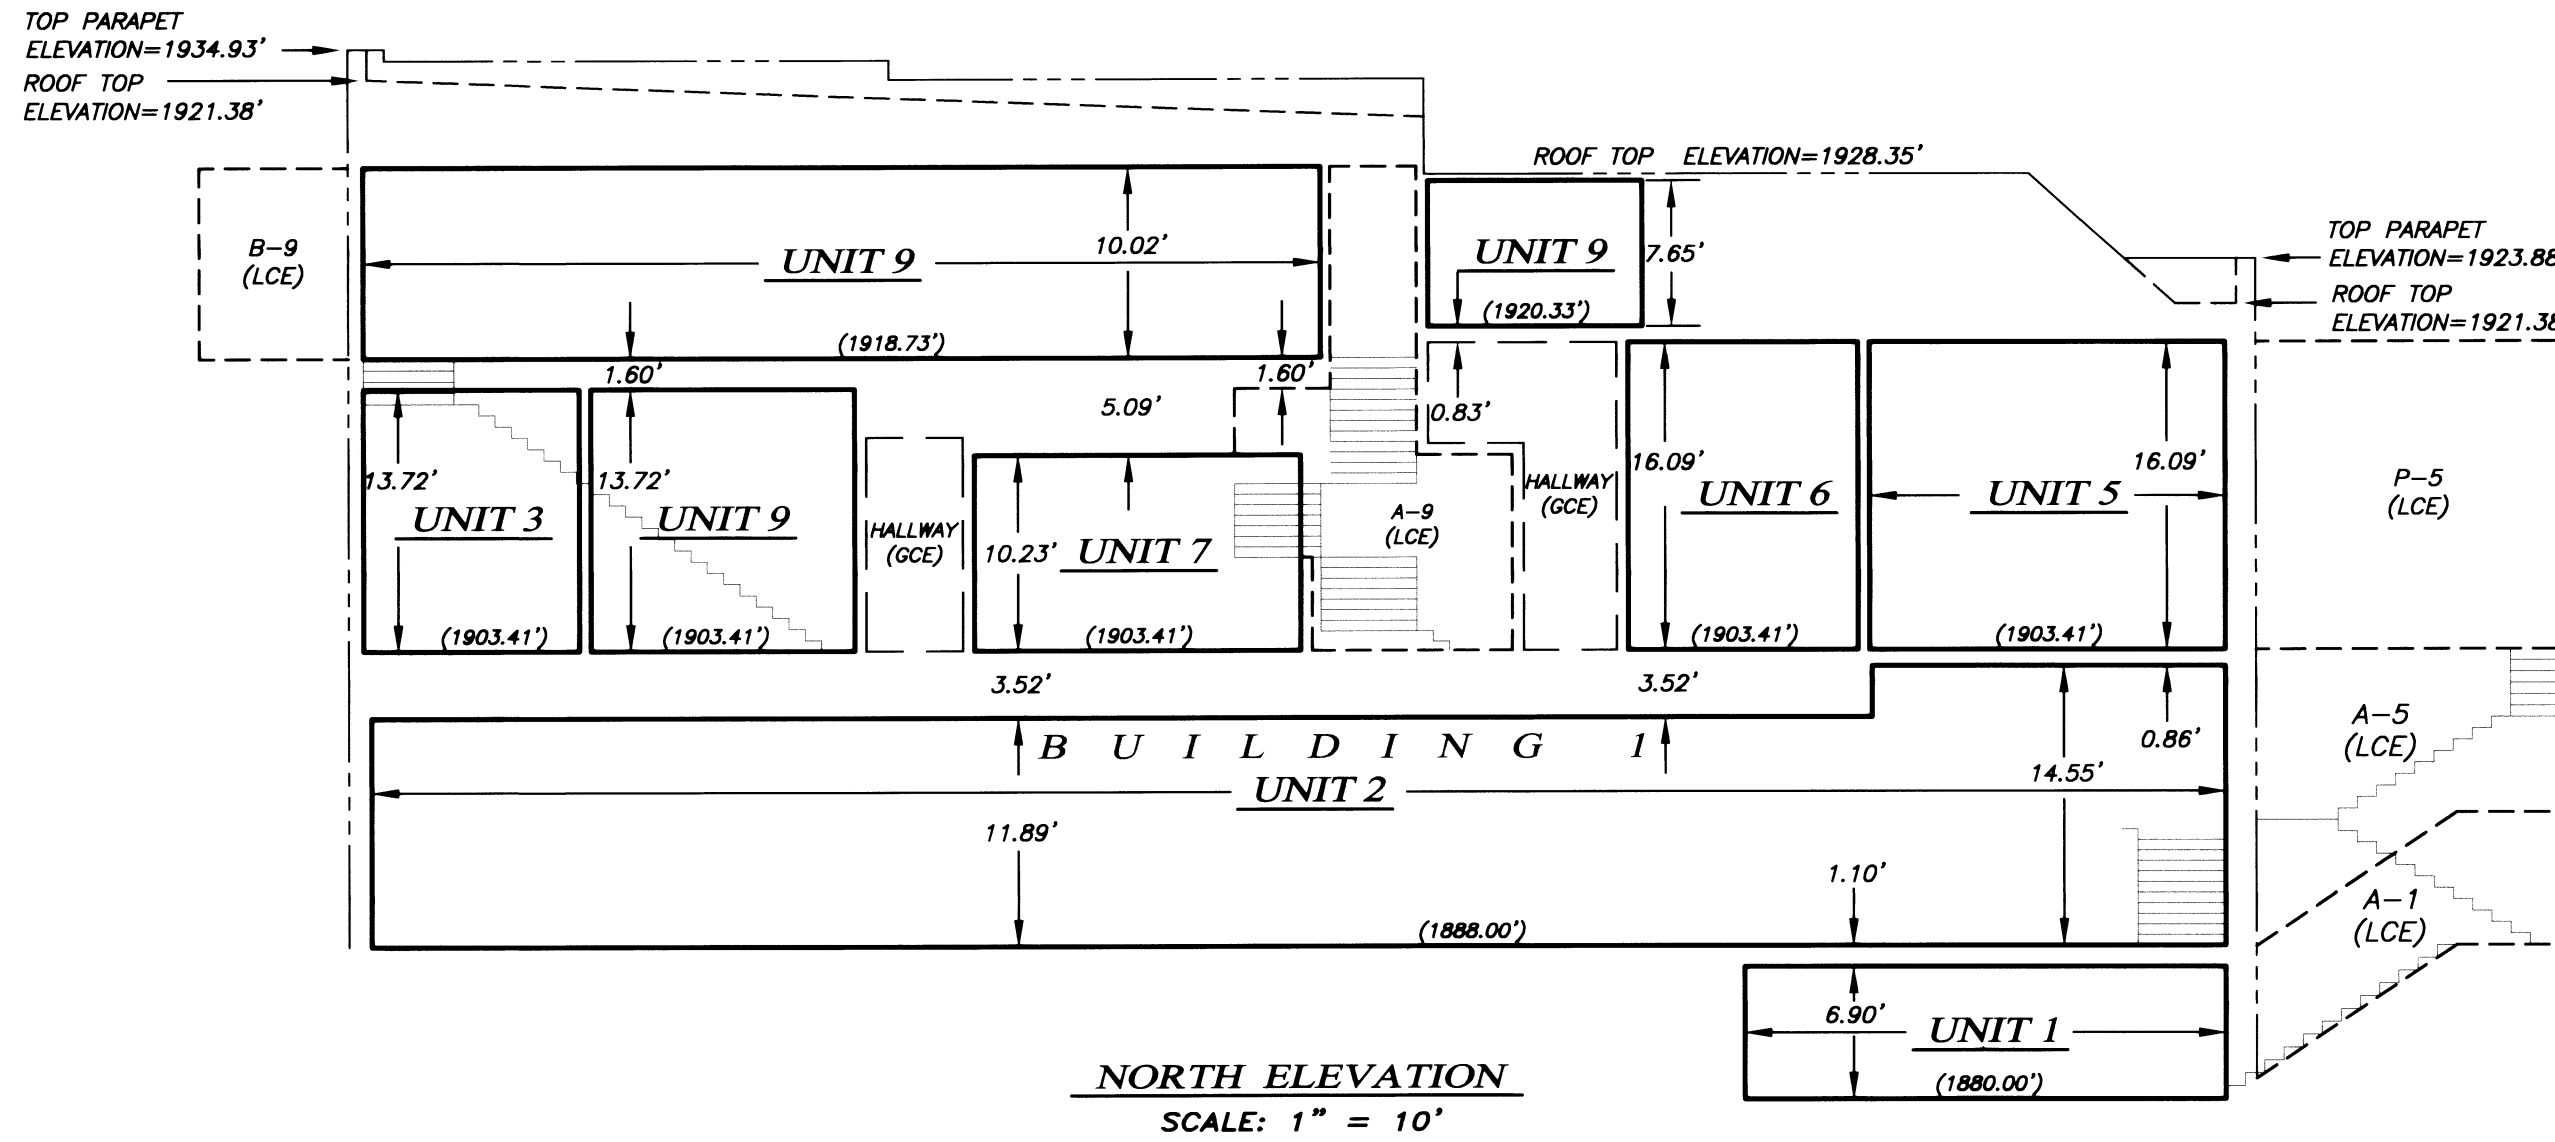 TOP PARAPET
ELEVATION=1934.93'
ROOF TOP
ELEVATION=1921.38'
ROOF TOP ELEVATION=1928.35'
TOP PARAPET
ELEVATION=1923.88
ROOF TOP
ELEVATION=1921.38
B-9
(LCE)
UNIT 9
10.02'
(1918.73')
UNIT 9
7.65'
(1920.33')
1.60'
1.60'
5.09'
0.83'
13.72'
UNIT 3
(1903.41')
13.72'
UNIT 9
(1903.41')
HALLWAY
(GCE)
10.23'
UNIT 7
(1903.41')
A-9
(LCE)
HALLWAY
(GCE)
16.09'
UNIT 6
(1903.41')
16.09'
UNIT 5
(1903.41')
P-5
(LCE)
3.52'
3.52'
BUILDING 1
0.86'
14.55'
UNIT 2
11.89'
1.10'
(1888.00')
A-5
(LCE)
A-1
(LCE)
6.90'
UNIT 1
(1880.00')
NORTH ELEVATION
SCALE: 1" = 10'